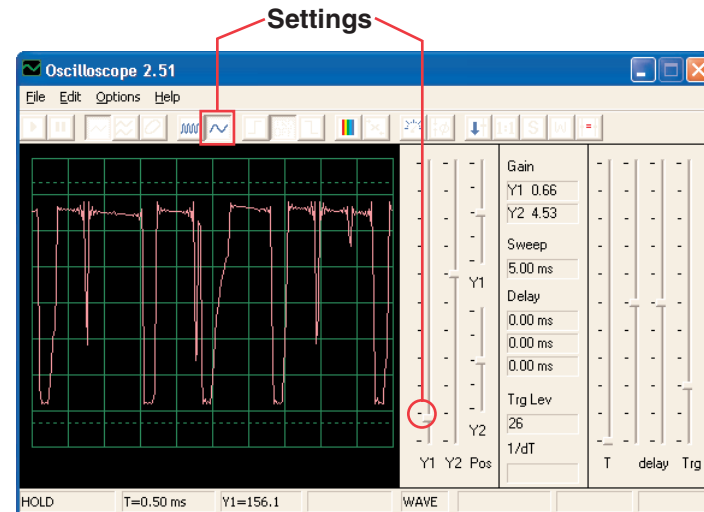 Settings
Oscilloscope 2.51
File Edit Options Help
Gain
Y1 0.66
Y2 4.53
Sweep
5.00 ms
Y1
Delay
0.00 ms
0.00 ms
0.00 ms
Trg Lev
26
Y2
1/dT
Y1 Y2 Pos
T delay Trg
HOLD T=0.50 ms Y1=156.1 WAVE